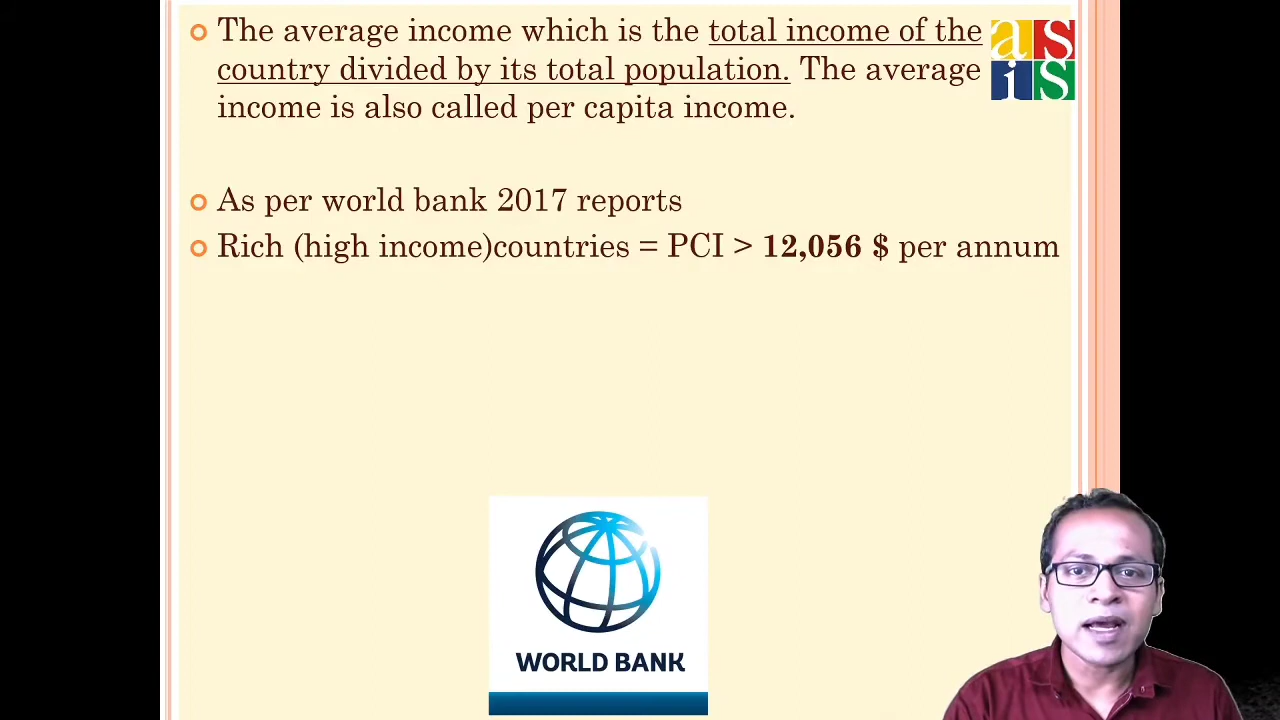 The average income which is the total income of the
country divided by its total population. The average
income is also called per capita income.
as
is
As per world bank 2017 reports
Rich (high income)countries = PCI > 12,056 $ per annum
WORLD BANK